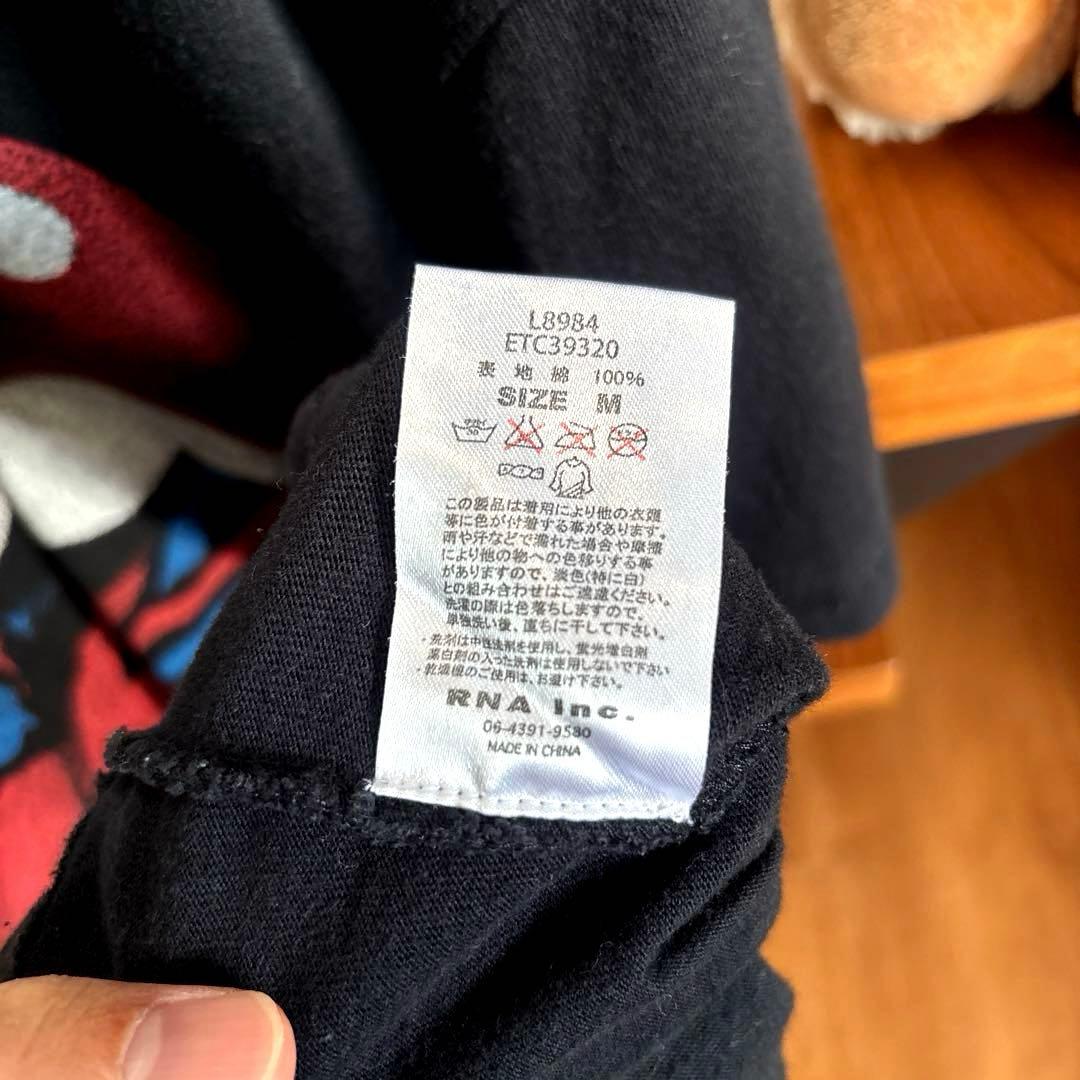 L8984
ETC39320
表地 綿 100%
SIZE M
この製品は着用により他の衣類
等に色が付着する事があります。
雨や汗などで濡れた場合や摩擦
により他の物への色移りする事
がありますので、淡色(特に白)
との組み合わせはご遠慮ください。
洗濯の際は色落ちしますので、
単独洗い後、直ちに干して下さい。
・洗剤は中性洗剤を使用し、蛍光増白剤
漂白剤の入った洗剤は使用しないで下さい
・乾燥機のご使用は、お避け下さい。
RNA Inc.
06-4391-9580
MADE IN CHINA